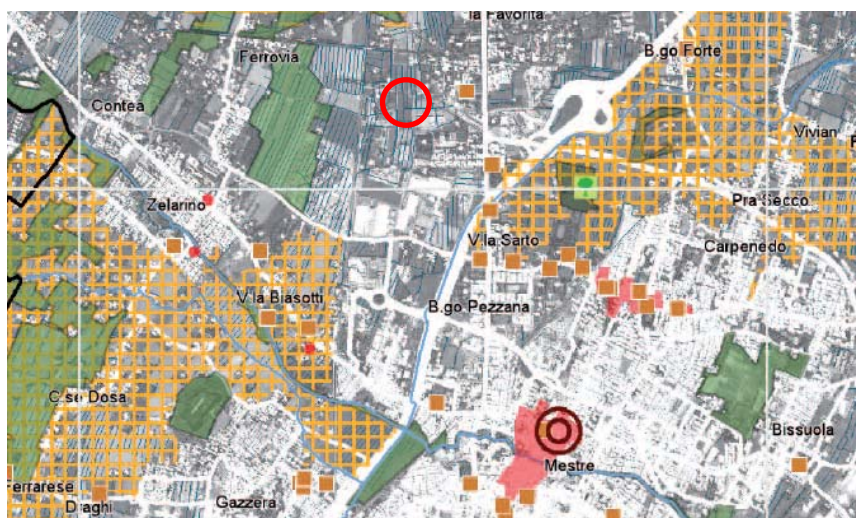 la Favorita
B.go Forte
Ferrovia
Contea
Vivian
Zelarino
Pra Secco
V.la Sarto
Carpenedo
V.la Biasotti
B.go Pezzana
C.se Dosa
Bissuola
Mestre
Ferrarese
Draghi
Gazzera